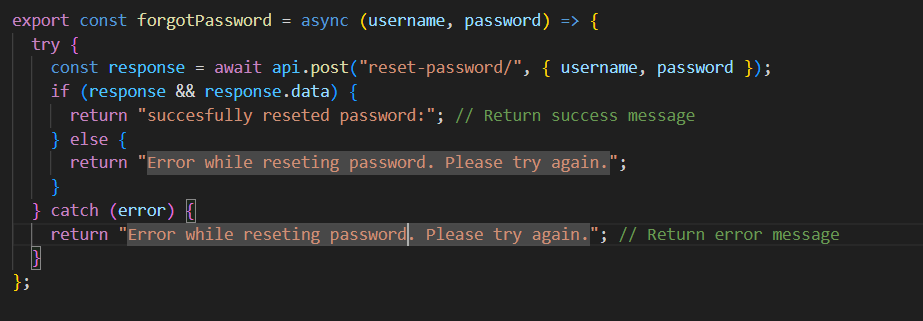 export const forgotPassword = async (username, password) => {
try {
const response = await api.post("reset-password/", { username, password });
if (response && response.data) {
return "succesfully reseted password:"; // Return success message
} else {
return "Error while reseting password. Please try again.";
}
} catch (error) {
return "Error while reseting password. Please try again."; // Return error message
}
};